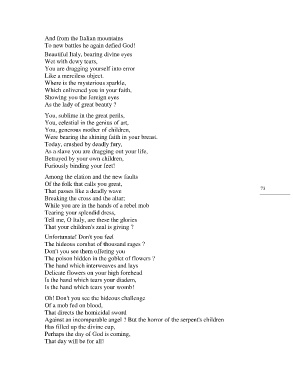 And from the Italian mountains
To new battles he again defied God!
Beautiful Italy, bearing divine eyes
Wet with dewy tears,
You are dragging yourself into error
Like a merciless object.
Where is the mysterious sparkle,
Which enlivened you in your faith,
Showing you the foreign eyes
As the lady of great beauty ?
You, sublime in the great perils,
You, celestial in the genius of art,
You, generous mother of children,
Were bearing the shining faith in your breast.
Today, crushed by deadly fury,
As a slave you are dragging out your life,
Betrayed by your own children,
Furiously binding your feet!
Among the elation and the new faults
Of the folk that calls you great,
That passes like a deadly wave
Breaking the cross and the altar;
While you are in the hands of a rebel mob
Tearing your splendid dress,
Tell me, O Italy, are these the glories
That your children's zeal is giving ?
73
Unfortunate! Don't you feel
The hideous combat of thousand rages ?
Don't you see them offering you
The poison hidden in the goblet of flowers ?
The hand which interweaves and lays
Delicate flowers on your high forehead
Is the hand which tears your diadem,
Is the hand which tears your womb!
Oh! Don't you see the hideous challenge
Of a mob fed on blood,
That directs the homicidal sword
Against an incomparable angel ? But the horror of the serpent's children
Has filled up the divine cup,
Perhaps the day of God is coming,
That day will be for all!